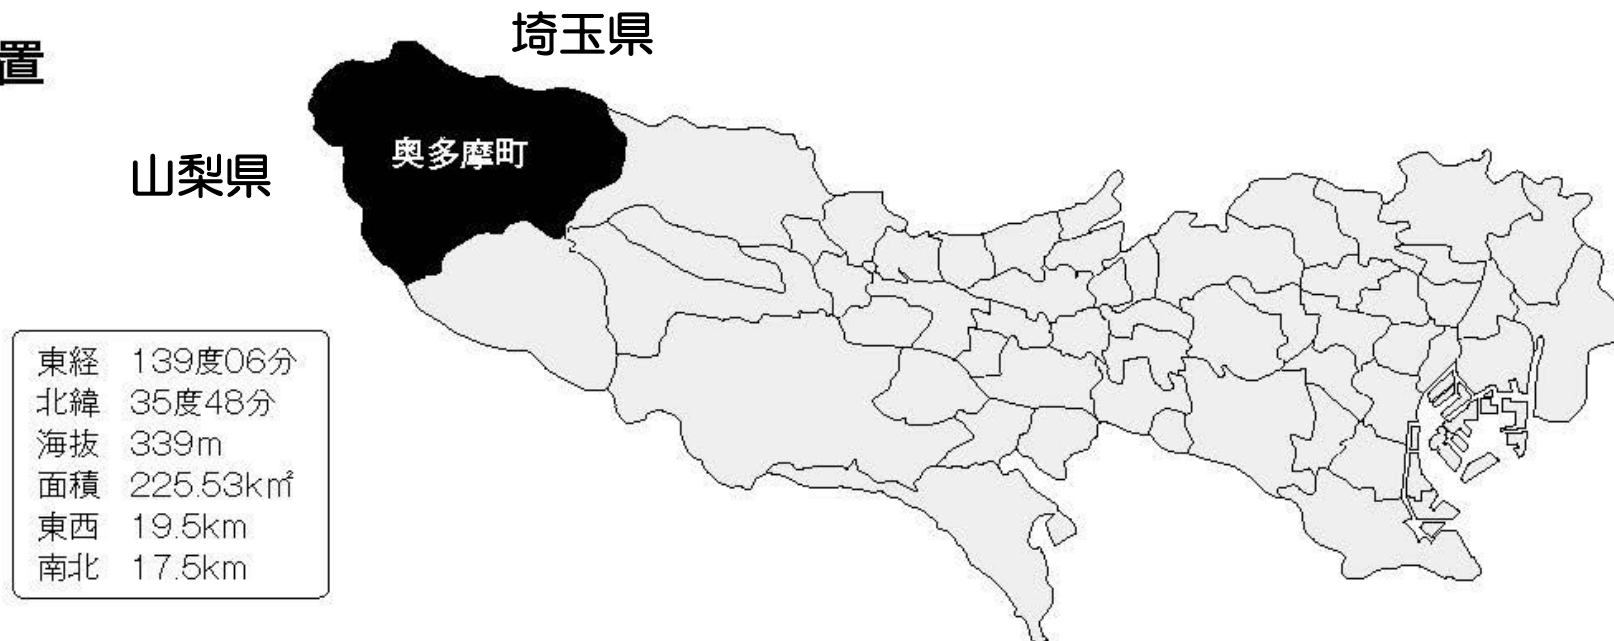 置
埼玉県
山梨県
奥多摩町
東経 139度06分
北緯 35度48分
海抜 339m
面積 225.53k㎡
東西 19.5km
南北 17.5km